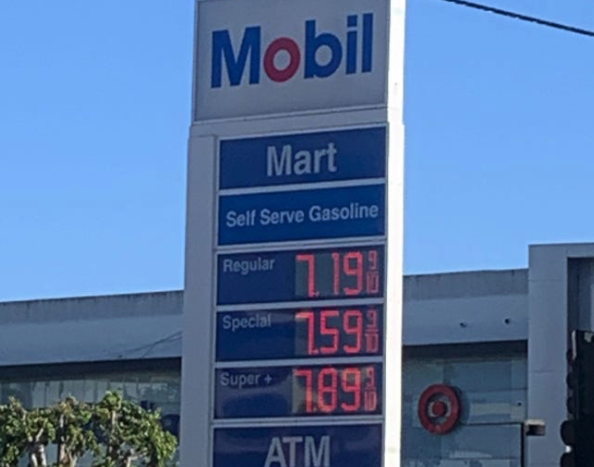 Mobil
Mart
Self Serve Gasoline
Regular 7.19 9/10
Special 7.59 9/10
Super + 7.89 9/10
ATM